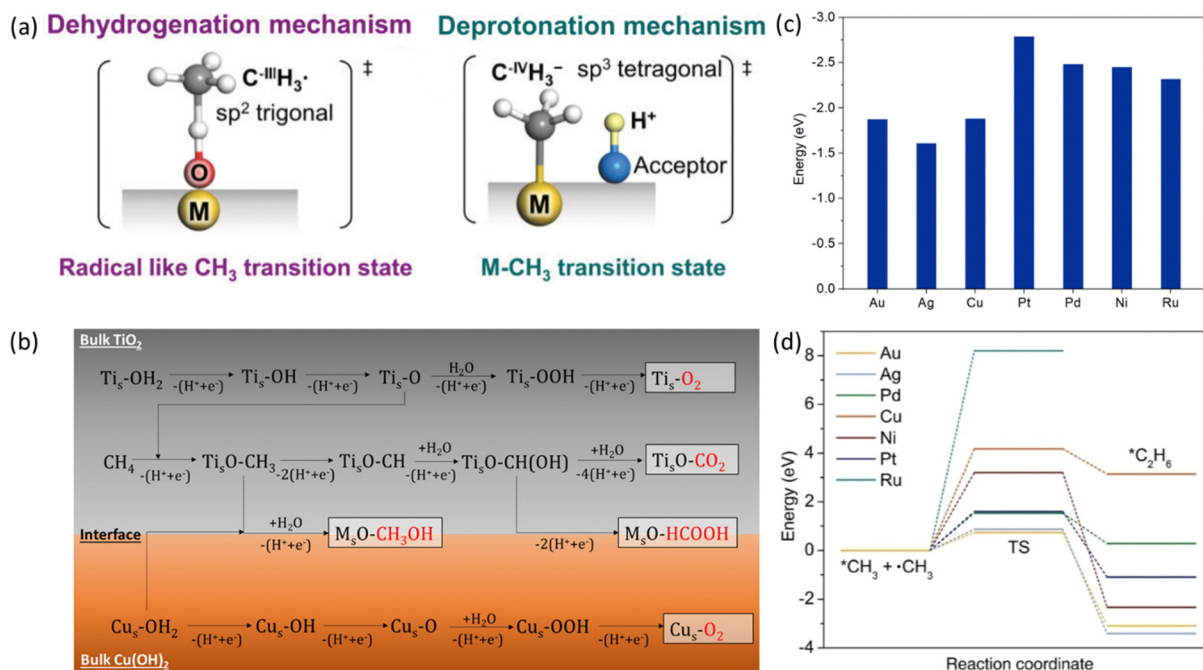 (a)
Dehydrogenation mechanism
C⁻ᴵᴵᴵH₃·
‡
sp² trigonal
O
M
Radical like CH₃ transition state
Deprotonation mechanism
C⁻ᴵⱽH₃⁻ sp³ tetragonal
‡
H⁺
Acceptor
M
M-CH₃ transition state
(b)
Bulk TiO₂
Tiₛ-OH₂ -(H⁺+e⁻) Tiₛ-OH -(H⁺+e⁻) Tiₛ-O H₂O -(H⁺+e⁻) Tiₛ-OOH -(H⁺+e⁻) Tiₛ-O₂
CH₄ -(H⁺+e⁻) TiₛO-CH₃ -2(H⁺+e⁻) TiₛO-CH +H₂O -(H⁺+e⁻) TiₛO-CH(OH) +H₂O -4(H⁺+e⁻) TiₛO-CO₂
Interface +H₂O -(H⁺+e⁻) MₛO-CH₃OH -2(H⁺+e⁻) MₛO-HCOOH
Cuₛ-OH₂ -(H⁺+e⁻) Cuₛ-OH -(H⁺+e⁻) Cuₛ-O +H₂O -(H⁺+e⁻) Cuₛ-OOH -(H⁺+e⁻) Cuₛ-O₂
Bulk Cu(OH)₂
(c)
Energy (eV)
-3.0
-2.5
-2.0
-1.5
-1.0
-0.5
0.0
Au Ag Cu Pt Pd Ni Ru
(d)
Energy (eV)
8
6
4
2
0
-2
-4
Au
Ag
Pd
Cu
Ni
Pt
Ru
*C₂H₆
*CH₃ + ·CH₃
TS
Reaction coordinate